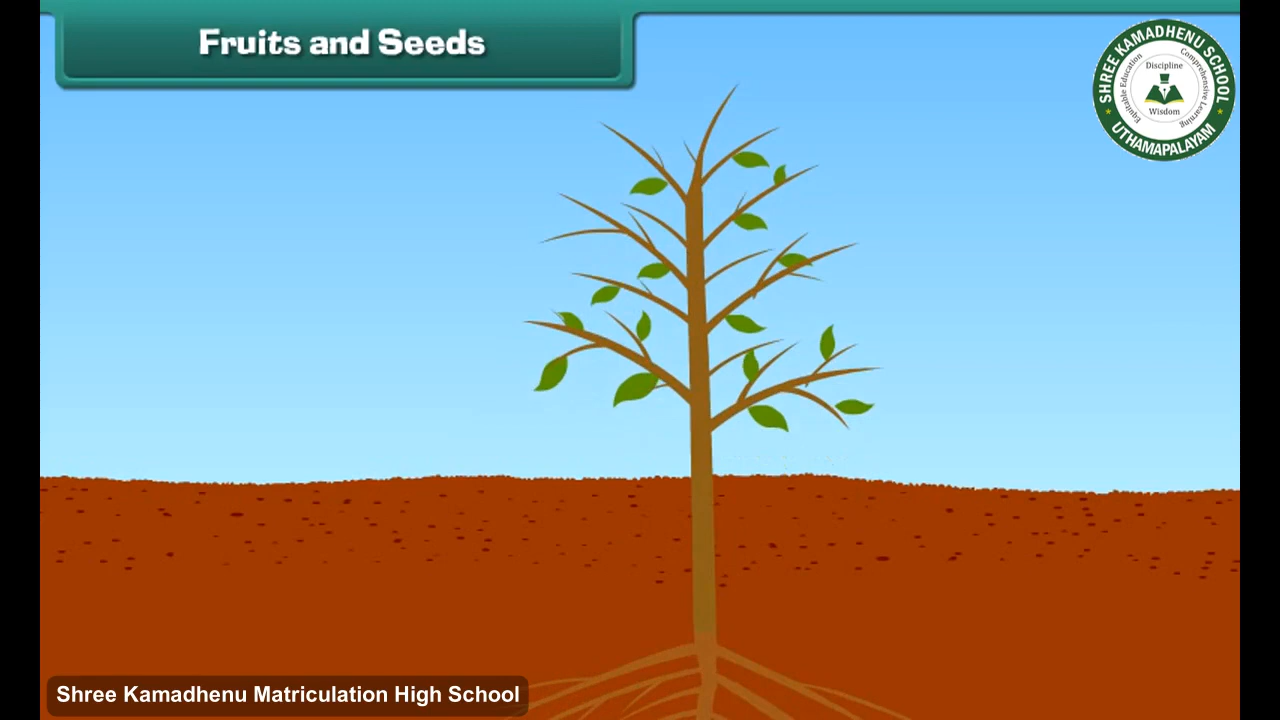 Fruits and Seeds
SHREE KAMADHENU SCHOOL
Equitable Education
Discipline
Comprehensive Learning
Wisdom
UTHAMAPALAYAM
Shree Kamadhenu Matriculation High School